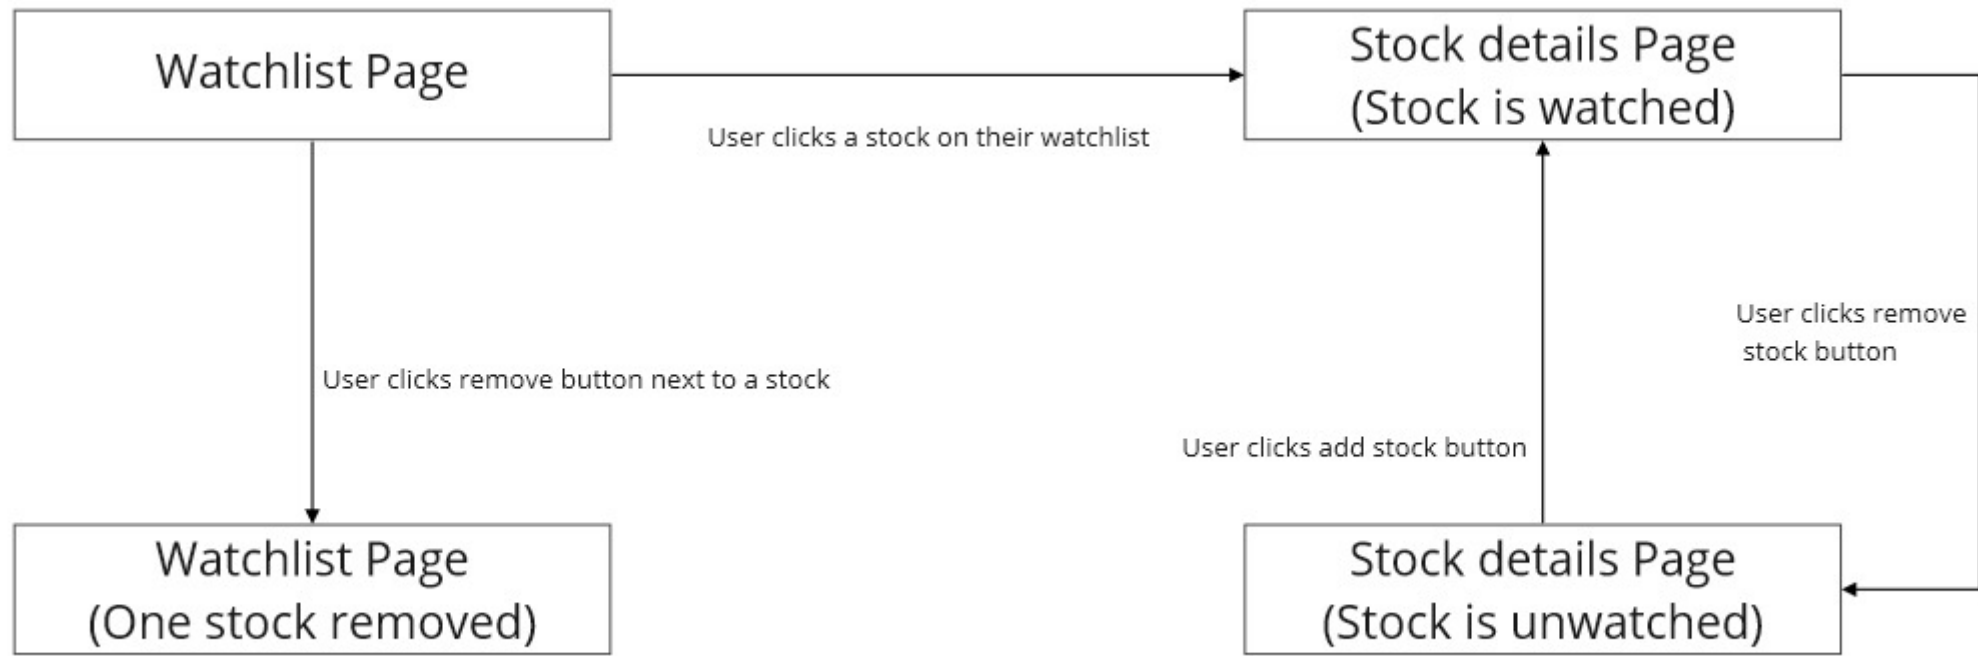 Watchlist Page
User clicks a stock on their watchlist
Stock details Page
(Stock is watched)
User clicks remove
stock button
User clicks remove button next to a stock
User clicks add stock button
Watchlist Page
(One stock removed)
Stock details Page
(Stock is unwatched)